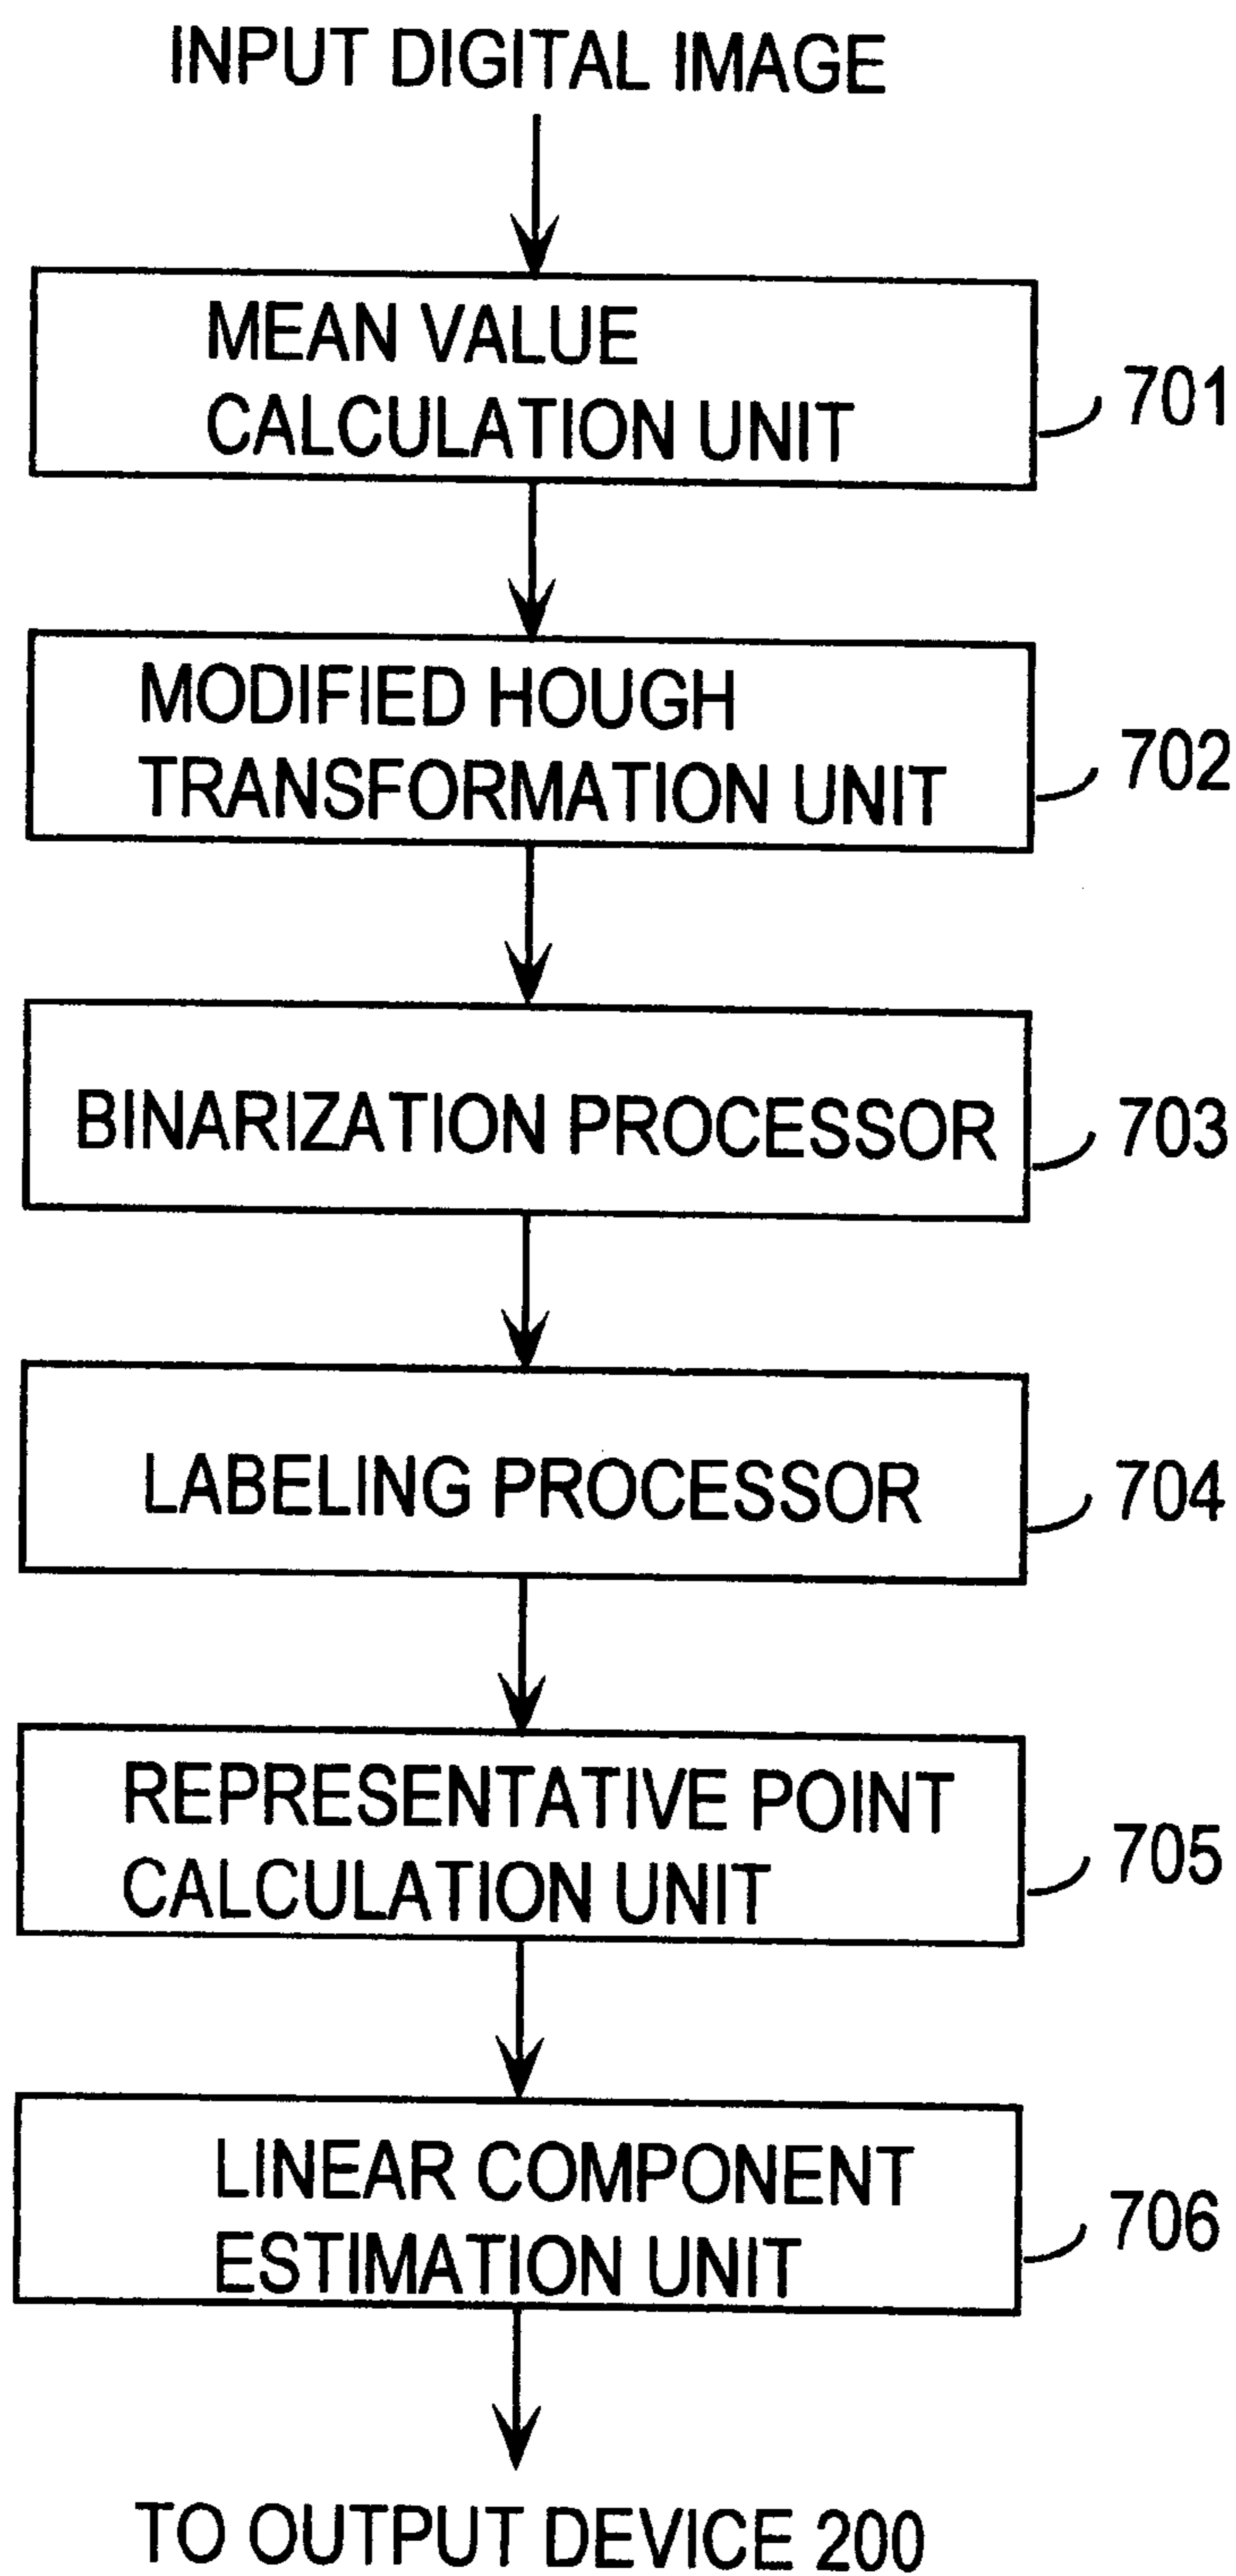 INPUT DIGITAL IMAGE
MEAN VALUE
CALCULATION UNIT
701
MODIFIED HOUGH
TRANSFORMATION UNIT
702
BINARIZATION PROCESSOR
703
LABELING PROCESSOR
704
REPRESENTATIVE POINT
CALCULATION UNIT
705
LINEAR COMPONENT
ESTIMATION UNIT
706
TO OUTPUT DEVICE 200